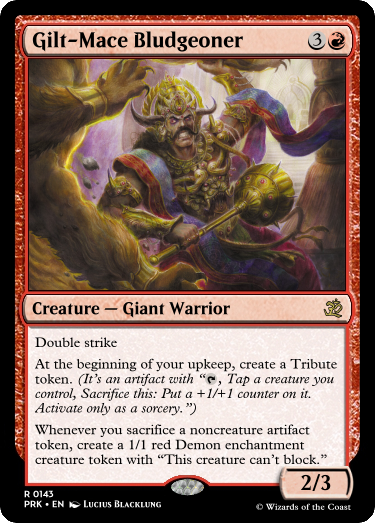 Gilt-Mace Bludgeoner 3
Creature — Giant Warrior
Double strike
At the beginning of your upkeep, create a Tribute
token. (It's an artifact with “, Tap a creature you
control, Sacrifice this: Put a +1/+1 counter on it.
Activate only as a sorcery.”)
Whenever you sacrifice a noncreature artifact
token, create a 1/1 red Demon enchantment
creature token with “This creature can't block.”
2/3
R 0143
PRK • EN Lucius Blacklung
© Wizards of the Coast